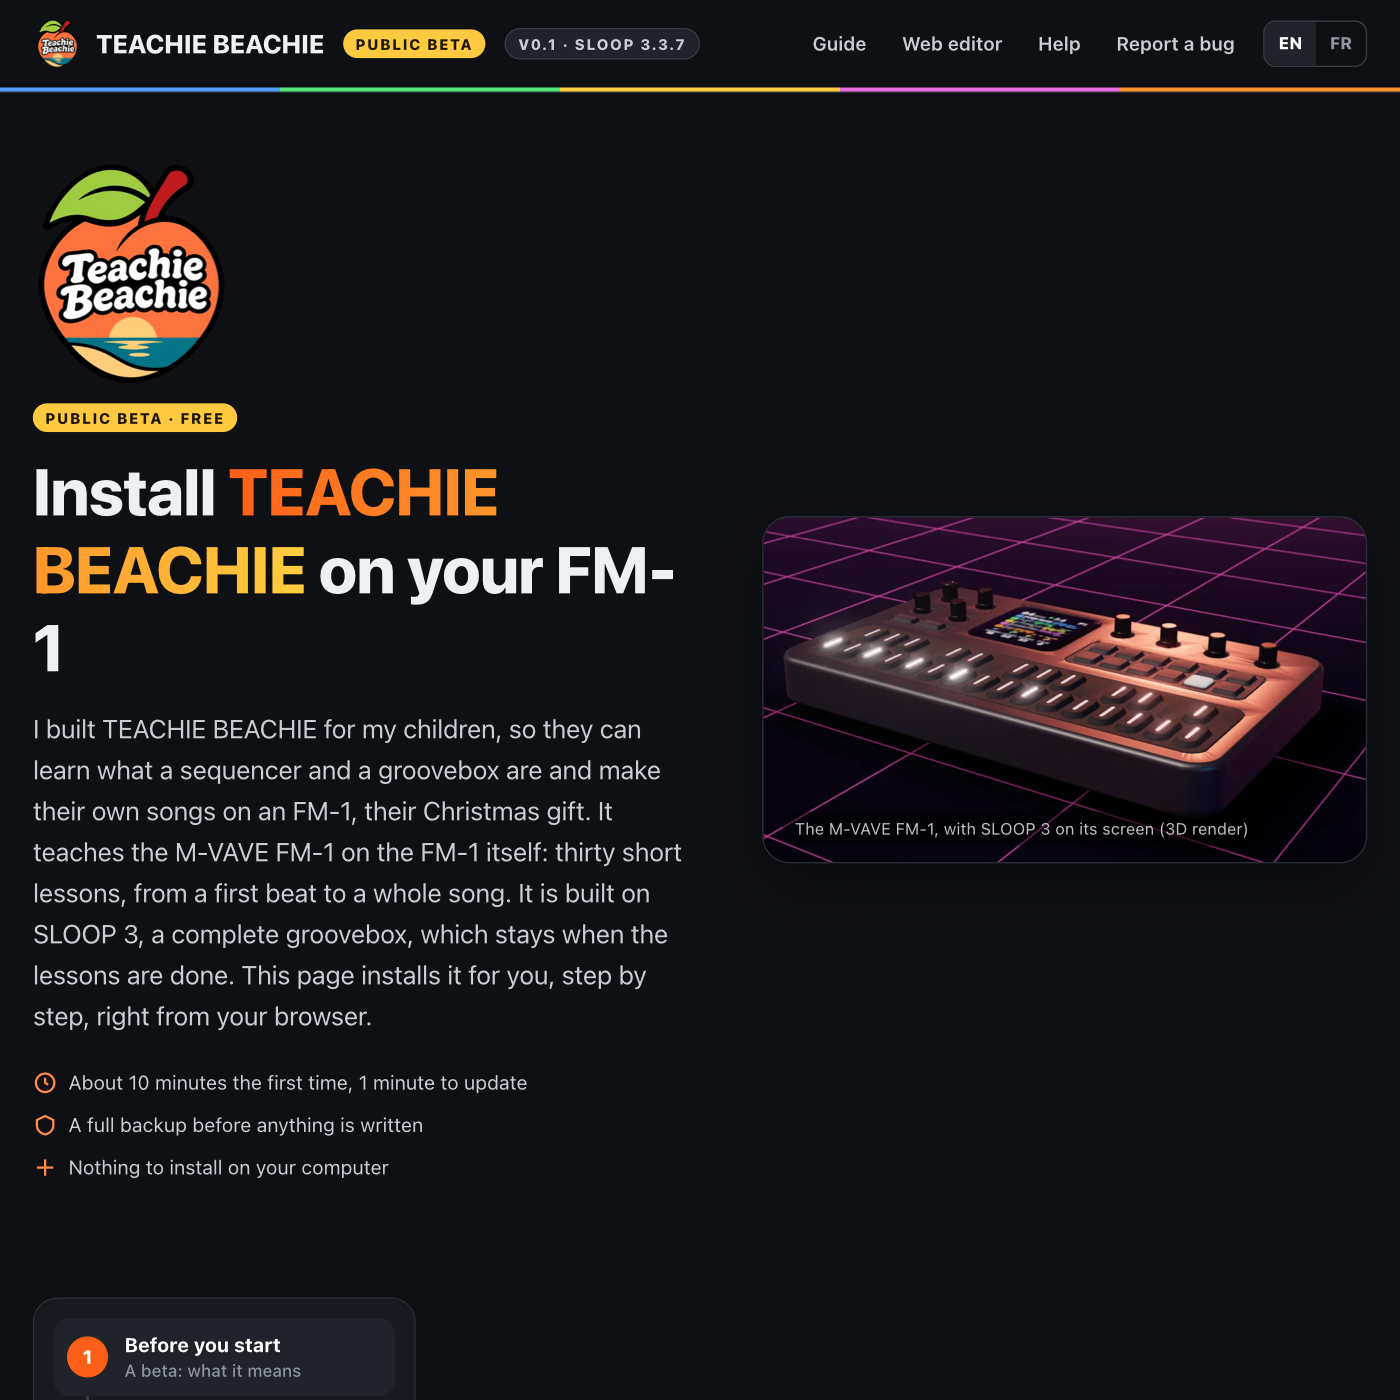 Teachie
Beachie
TEACHIE BEACHIE
PUBLIC BETA
V0.1 · SLOOP 3.3.7
Guide
Web editor
Help
Report a bug
EN
FR
Teachie
Beachie
PUBLIC BETA · FREE
Install TEACHIE
BEACHIE on your FM-
1
I built TEACHIE BEACHIE for my children, so they can
learn what a sequencer and a groovebox are and make
their own songs on an FM-1, their Christmas gift. It
teaches the M-VAVE FM-1 on the FM-1 itself: thirty short
lessons, from a first beat to a whole song. It is built on
SLOOP 3, a complete groovebox, which stays when the
lessons are done. This page installs it for you, step by
step, right from your browser.
About 10 minutes the first time, 1 minute to update
A full backup before anything is written
Nothing to install on your computer
The M-VAVE FM-1, with SLOOP 3 on its screen (3D render)
1
Before you start
A beta: what it means